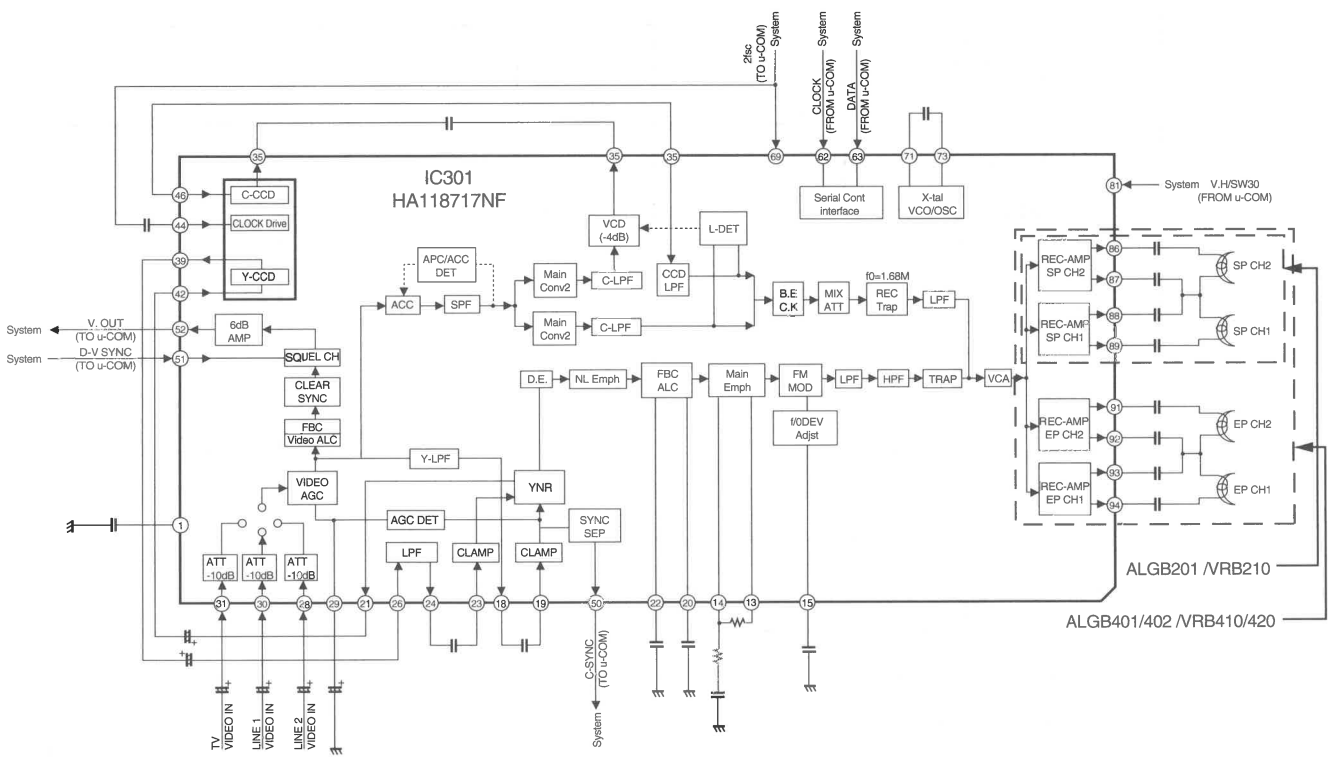 2fsc
(TO u-COM)
System
CLOCK
(FROM u-COM)
System
DATA
(FROM u-COM)
System
35
35
35
69
62
63
71
73
IC301
HA118717NF
Serial Cont
interface
X-tal
VCO/OSC
81
System V.H/SW30
(FROM u-COM)
46
C-CCD
44
CLOCK Drive
39
Y-CCD
42
VCD
(-4dB)
L-DET
APC/ACC
DET
ACC
SPF
Main
Conv2
C-LPF
CCD
LPF
Main
Conv2
C-LPF
B.E
C.K
MIX
ATT
f0=1.68M
REC
Trap
LPF
REC-AMP
SP CH2
86
87
SP CH2
REC-AMP
SP CH1
88
89
SP CH1
System
V. OUT
(TO u-COM)
52
6dB
AMP
System
D-V SYNC
(TO u-COM)
51
SQUEL CH
CLEAR
SYNC
FBC
Video ALC
D.E.
NL Emph
FBC
ALC
Main
Emph
FM
MOD
LPF
HPF
TRAP
VCA
f/0DEV
Adjst
REC-AMP
EP CH2
91
92
EP CH2
REC-AMP
EP CH1
93
94
EP CH1
Y-LPF
VIDEO
AGC
YNR
AGC DET
SYNC
SEP
1
ATT
-10dB
ATT
-10dB
ATT
-10dB
LPF
CLAMP
CLAMP
31
30
28
29
21
26
24
23
18
19
50
22
20
14
13
15
ALGB201 /VRB210
ALGB401/402 /VRB410/420
+
+
+
+
+
+
TV
VIDEO IN
LINE 1
VIDEO IN
LINE 2
VIDEO IN
C-SYNC
(TO u-COM)
System